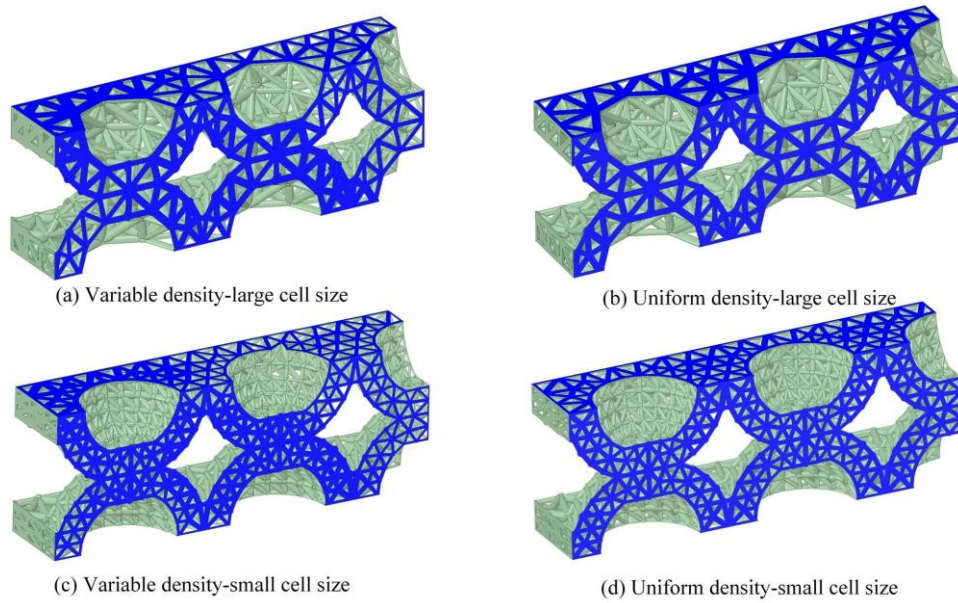 (a) Variable density-large cell size
(b) Uniform density-large cell size
(c) Variable density-small cell size
(d) Uniform density-small cell size